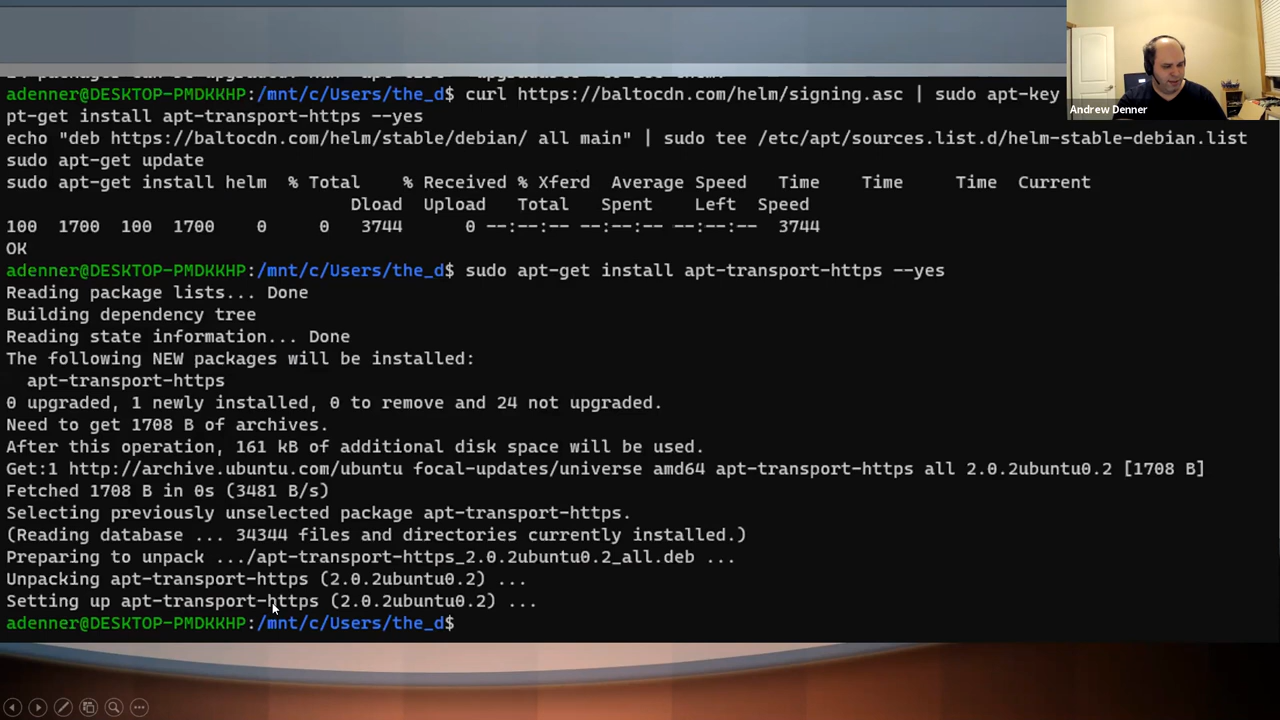 adenner@DESKTOP-PMDKKHP:/mnt/c/Users/the_d$ curl https://baltocdn.com/helm/signing.asc | sudo apt-key
Andrew Denner
pt-get install apt-transport-https --yes
echo "deb https://baltocdn.com/helm/stable/debian/ all main" | sudo tee /etc/apt/sources.list.d/helm-stable-debian.list
sudo apt-get update
sudo apt-get install helm  % Total    % Received % Xferd  Average Speed   Time    Time     Time  Current
Dload  Upload   Total   Spent    Left  Speed
100  1700  100  1700    0     0   3744      0 --:--:-- --:--:-- --:--:--  3744
OK
adenner@DESKTOP-PMDKKHP:/mnt/c/Users/the_d$ sudo apt-get install apt-transport-https --yes
Reading package lists... Done
Building dependency tree
Reading state information... Done
The following NEW packages will be installed:
apt-transport-https
0 upgraded, 1 newly installed, 0 to remove and 24 not upgraded.
Need to get 1708 B of archives.
After this operation, 161 kB of additional disk space will be used.
Get:1 http://archive.ubuntu.com/ubuntu focal-updates/universe amd64 apt-transport-https all 2.0.2ubuntu0.2 [1708 B]
Fetched 1708 B in 0s (3481 B/s)
Selecting previously unselected package apt-transport-https.
(Reading database ... 34344 files and directories currently installed.)
Preparing to unpack .../apt-transport-https_2.0.2ubuntu0.2_all.deb ...
Unpacking apt-transport-https (2.0.2ubuntu0.2) ...
Setting up apt-transport-https (2.0.2ubuntu0.2) ...
adenner@DESKTOP-PMDKKHP:/mnt/c/Users/the_d$